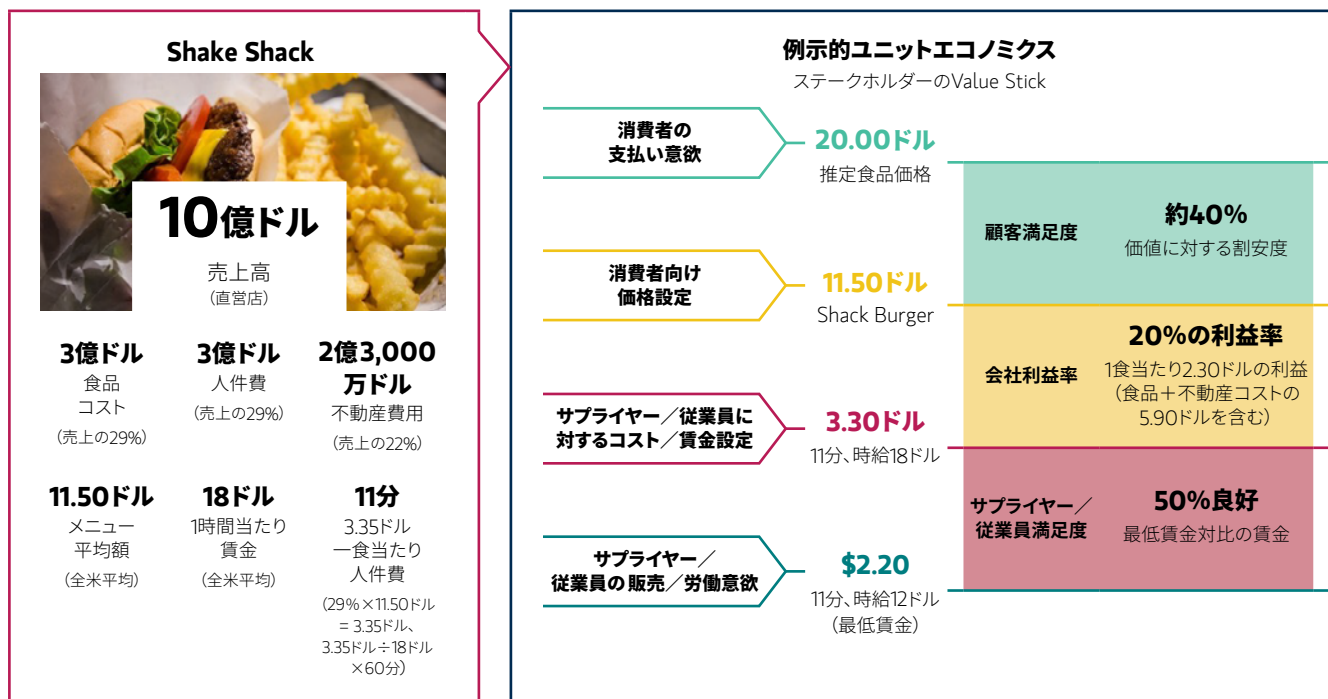 Shake Shack
10億ドル
売上高
(直営店)
3億ドル
食品
コスト
(売上の29%)
3億ドル
人件費
(売上の29%)
2億3,000
万ドル
不動産費用
(売上の22%)
11.50ドル
メニュー
平均額
(全米平均)
18ドル
1時間当たり
賃金
(全米平均)
11分
3.35ドル
一食当たり
人件費
(29%×11.50ドル
= 3.35ドル、
3.35ドル÷18ドル
×60分)
例示的ユニットエコノミクス
ステークホルダーのValue Stick
消費者の
支払い意欲
20.00ドル
推定食品価格
消費者向け
価格設定
11.50ドル
Shack Burger
サプライヤー／従業員に
対するコスト／賃金設定
3.30ドル
11分、時給18ドル
サプライヤー／
従業員の販売／労働意欲
$2.20
11分、時給12ドル
(最低賃金)
顧客満足度
約40%
価値に対する割安度
会社利益率
20%の利益率
1食当たり2.30ドルの利益
(食品＋不動産コストの
5.90ドルを含む)
サプライヤー／
従業員満足度
50%良好
最低賃金対比の賃金